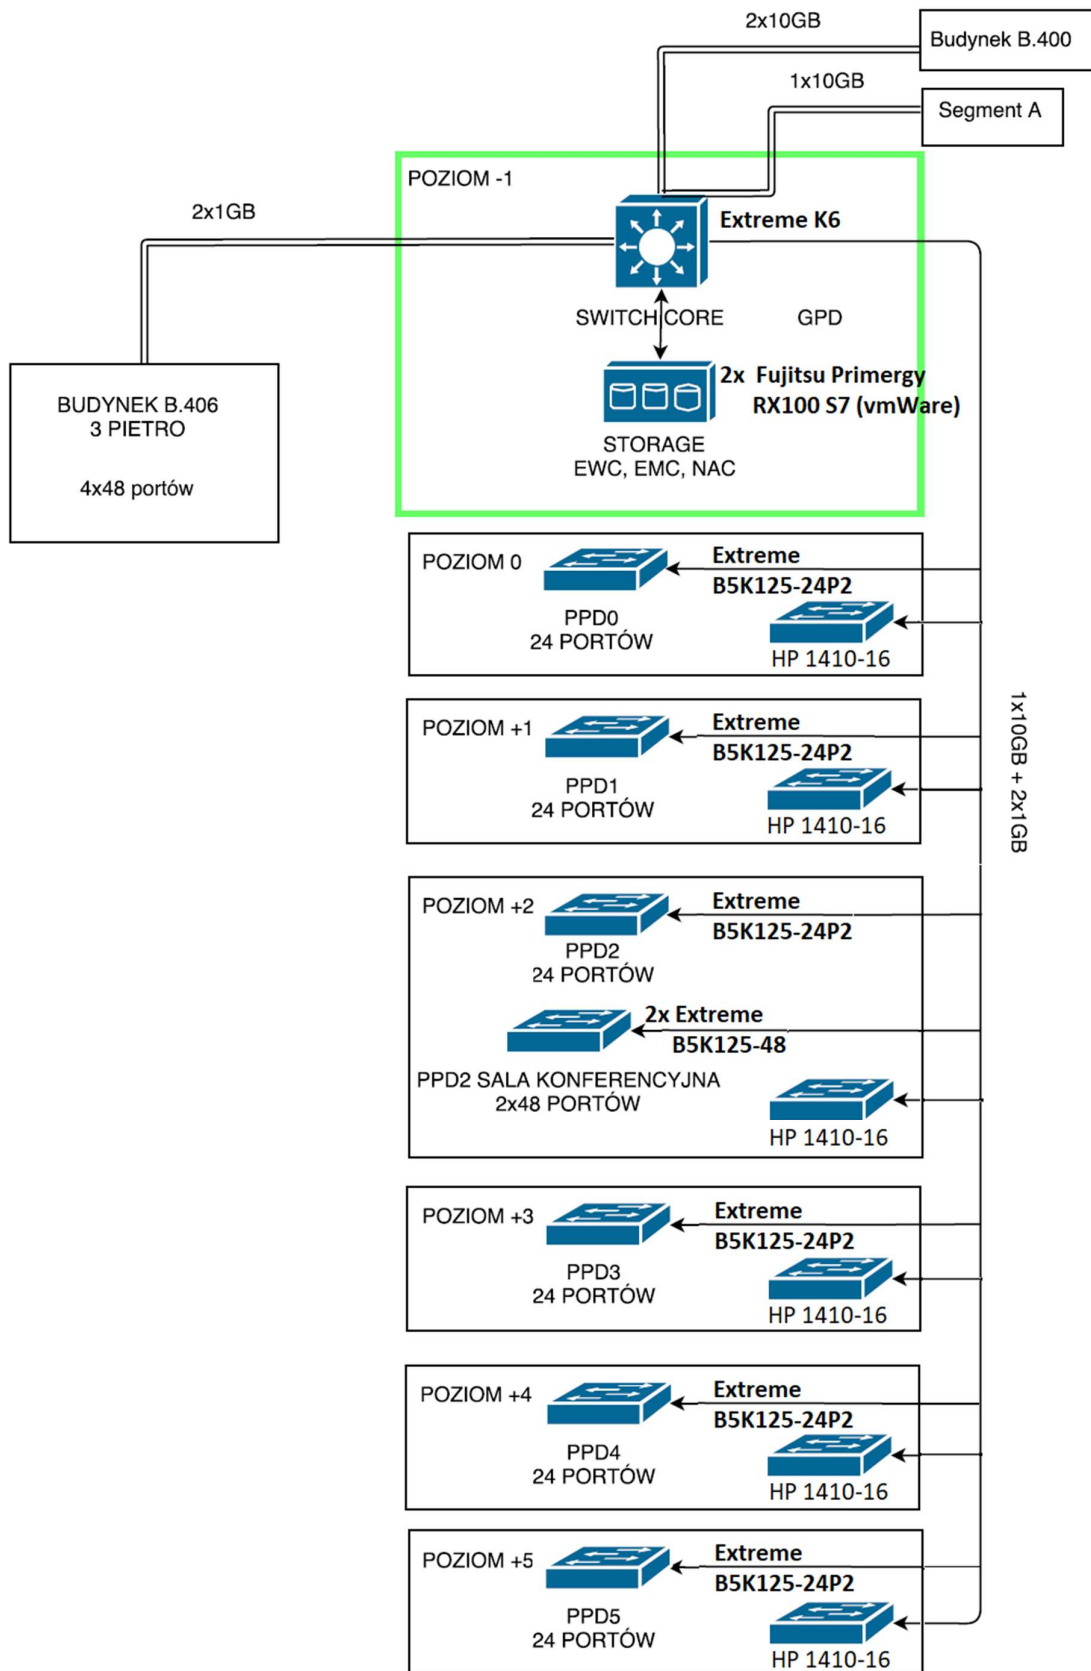 2x10GB
Budynek B.400
1x10GB
Segment A
POZIOM -1
2x1GB
Extreme K6
SWITCH CORE
GPD
2x Fujitsu Primergy
RX100 S7 (vmWare)
STORAGE
EWC, EMC, NAC
BUDYNEK B.406
3 PIETRO
4x48 portów
POZIOM 0
Extreme
B5K125-24P2
PPD0
24 PORTÓW
HP 1410-16
1x10GB + 2x1GB
POZIOM +1
Extreme
B5K125-24P2
PPD1
24 PORTÓW
HP 1410-16
POZIOM +2
Extreme
B5K125-24P2
PPD2
24 PORTÓW
2x Extreme
B5K125-48
PPD2 SALA KONFERENCYJNA
2x48 PORTÓW
HP 1410-16
POZIOM +3
Extreme
B5K125-24P2
PPD3
24 PORTÓW
HP 1410-16
POZIOM +4
Extreme
B5K125-24P2
PPD4
24 PORTÓW
HP 1410-16
POZIOM +5
Extreme
B5K125-24P2
PPD5
24 PORTÓW
HP 1410-16